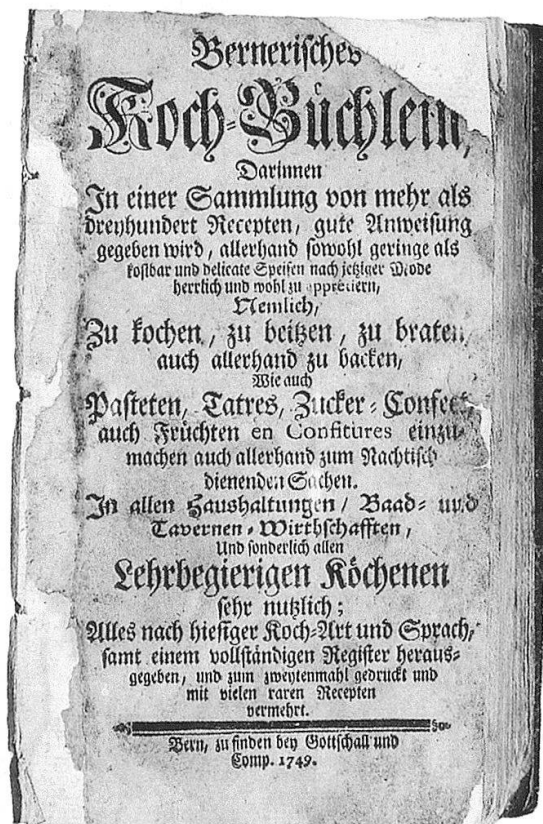 Bernerisches
Koch-Büchlein,
Darinnen
In einer Sammlung von mehr als
dreyhundert Recepten, gute Anweisung
gegeben wird, allerhand sowohl geringe als
kostbar und delicate Speisen nach jetziger Mode
herrlich und wohl zu appretiern,
Nemlich,
Zu kochen, zu beitzen, zu braten,
auch allerhand zu backen,
Wie auch
Pasteten, Tatres, Zucker-Confect,
auch Früchten en Confitures einzu-
machen auch allerhand zum Nachtisch
dienenden Sachen.
In allen Haushaltungen/ Baad- und
Tavernen-Wirthschafften,
Und sonderlich allen
Lehrbegierigen Köchenen
sehr nutzlich;
Alles nach hiesiger Koch-Art und Sprach,
samt einem vollständigen Register heraus-
gegeben, und zum zweytenmahl gedruckt und
mit vielen raren Recepten
vermehrt.
Bern, zu finden bey Gottschall und
Comp. 1749.